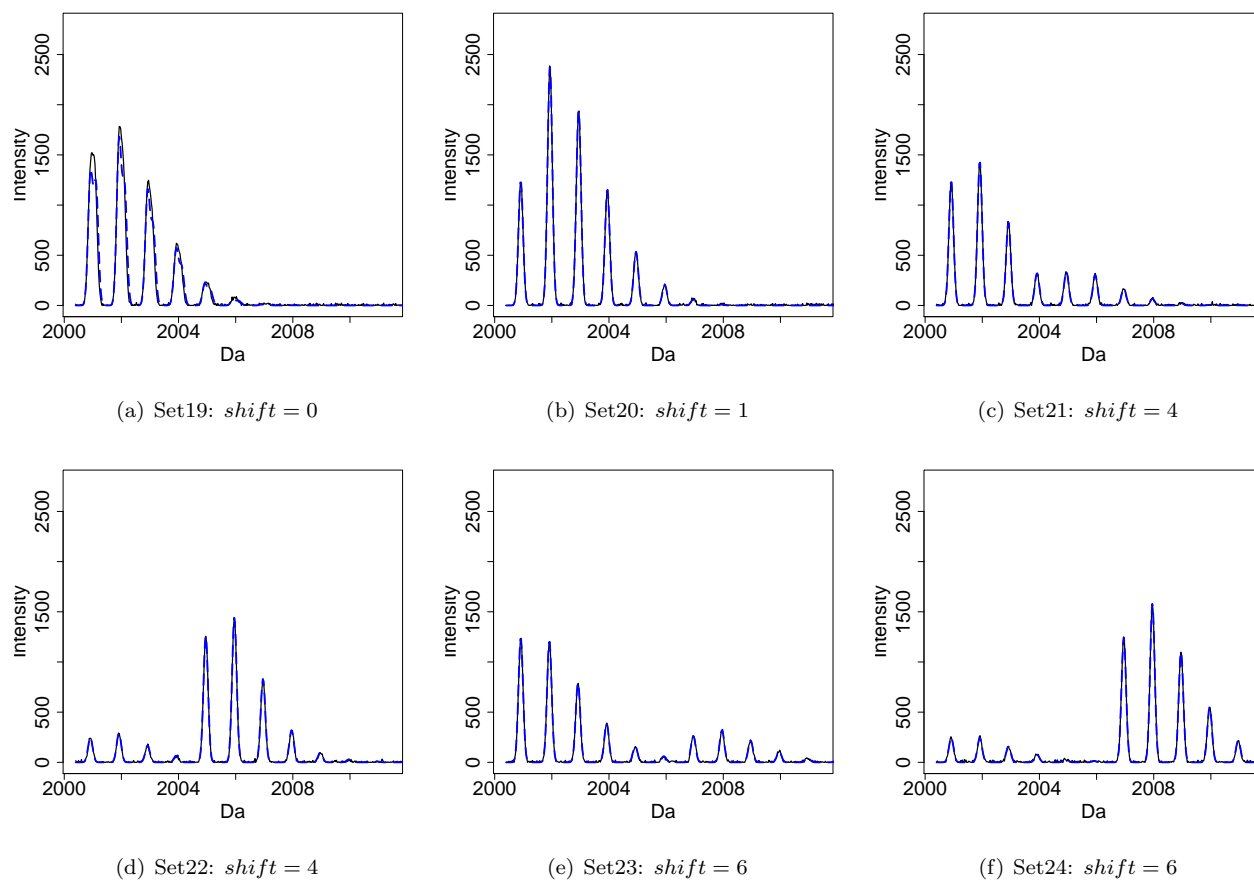 2500
1500
500
0
Intensity
2000
2004
2008
Da
(a) Set19: shift = 0
2500
1500
500
0
Intensity
2000
2004
2008
Da
(b) Set20: shift = 1
2500
1500
500
0
Intensity
2000
2004
2008
Da
(c) Set21: shift = 4
2500
1500
500
0
Intensity
2000
2004
2008
Da
(d) Set22: shift = 4
2500
1500
500
0
Intensity
2000
2004
2008
Da
(e) Set23: shift = 6
2500
1500
500
0
Intensity
2000
2004
2008
Da
(f) Set24: shift = 6